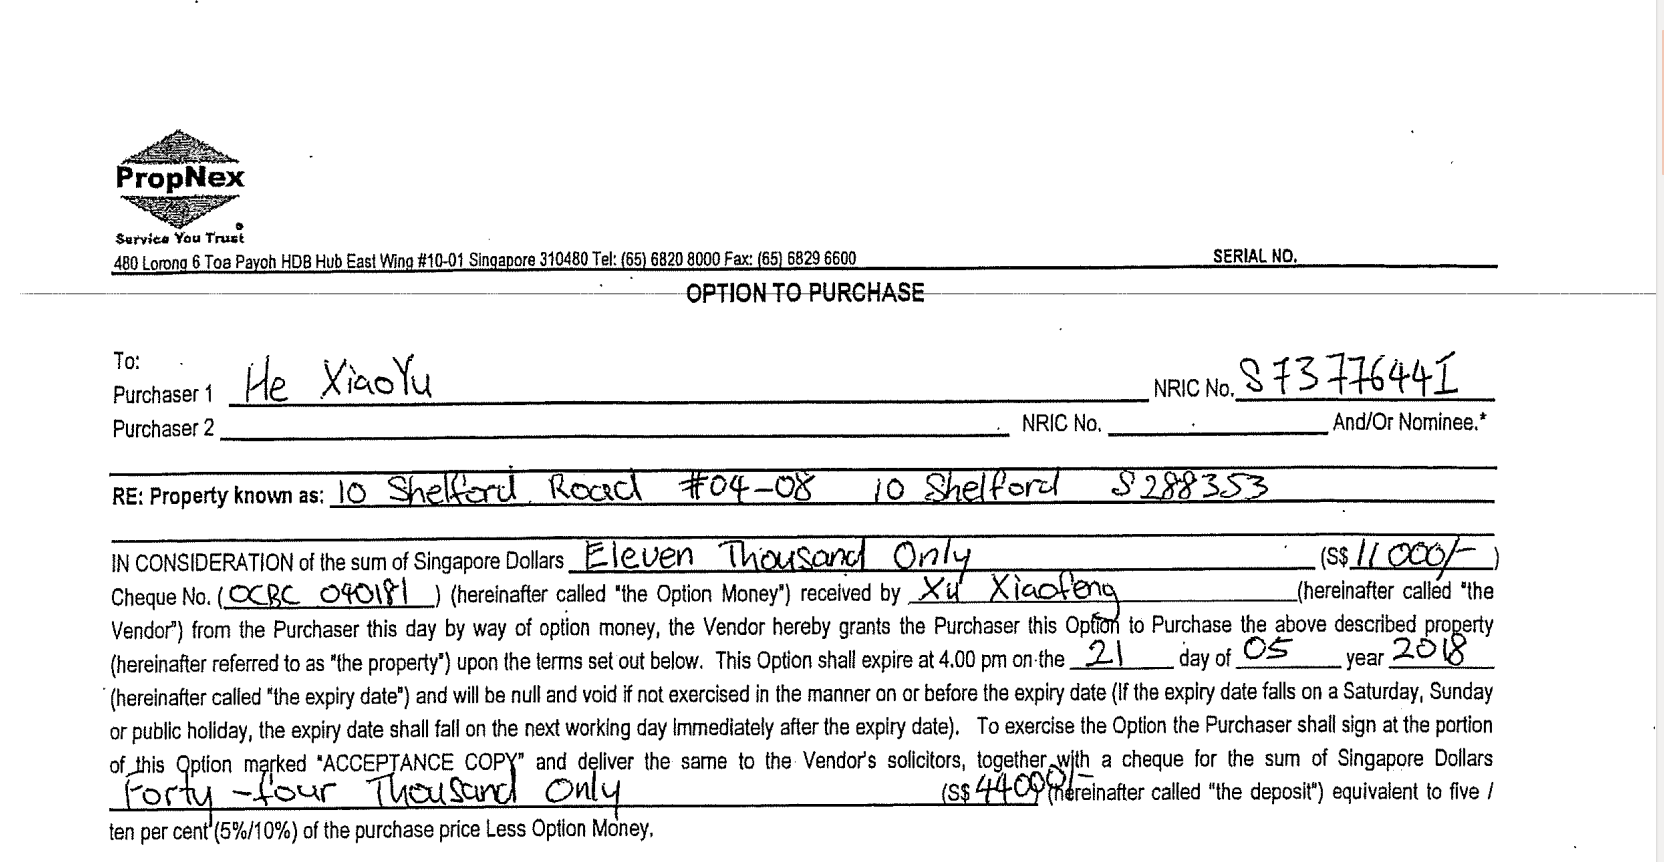 PropNex
Service You Trust
480 Lorong 6 Toa Payoh HDB Hub East Wing #10-01 Singapore 310480 Tel: (65) 6820 8000 Fax: (65) 6829 6600 SERIAL NO.
OPTION TO PURCHASE
To:
Purchaser 1 He XiaoYu NRIC No. S7377644I
Purchaser 2 NRIC No. And/Or Nominee.*
RE: Property known as: 10 Shelford Road #04-08 10 Shelford S288353
IN CONSIDERATION of the sum of Singapore Dollars Eleven Thousand Only (S$ 11000/- )
Cheque No. ( OCBC 090181 ) (hereinafter called "the Option Money") received by Xu Xiaofeng (hereinafter called "the
Vendor") from the Purchaser this day by way of option money, the Vendor hereby grants the Purchaser this Option to Purchase the above described property
(hereinafter referred to as "the property") upon the terms set out below. This Option shall expire at 4.00 pm on the 21 day of 05 year 2018
(hereinafter called "the expiry date") and will be null and void if not exercised in the manner on or before the expiry date (If the expiry date falls on a Saturday, Sunday
or public holiday, the expiry date shall fall on the next working day immediately after the expiry date). To exercise the Option the Purchaser shall sign at the portion
of this Option marked "ACCEPTANCE COPY" and deliver the same to the Vendor's solicitors, together with a cheque for the sum of Singapore Dollars
Forty-four Thousand Only (S$ 44000/- (hereinafter called "the deposit") equivalent to five /
ten per cent (5%/10%) of the purchase price Less Option Money.